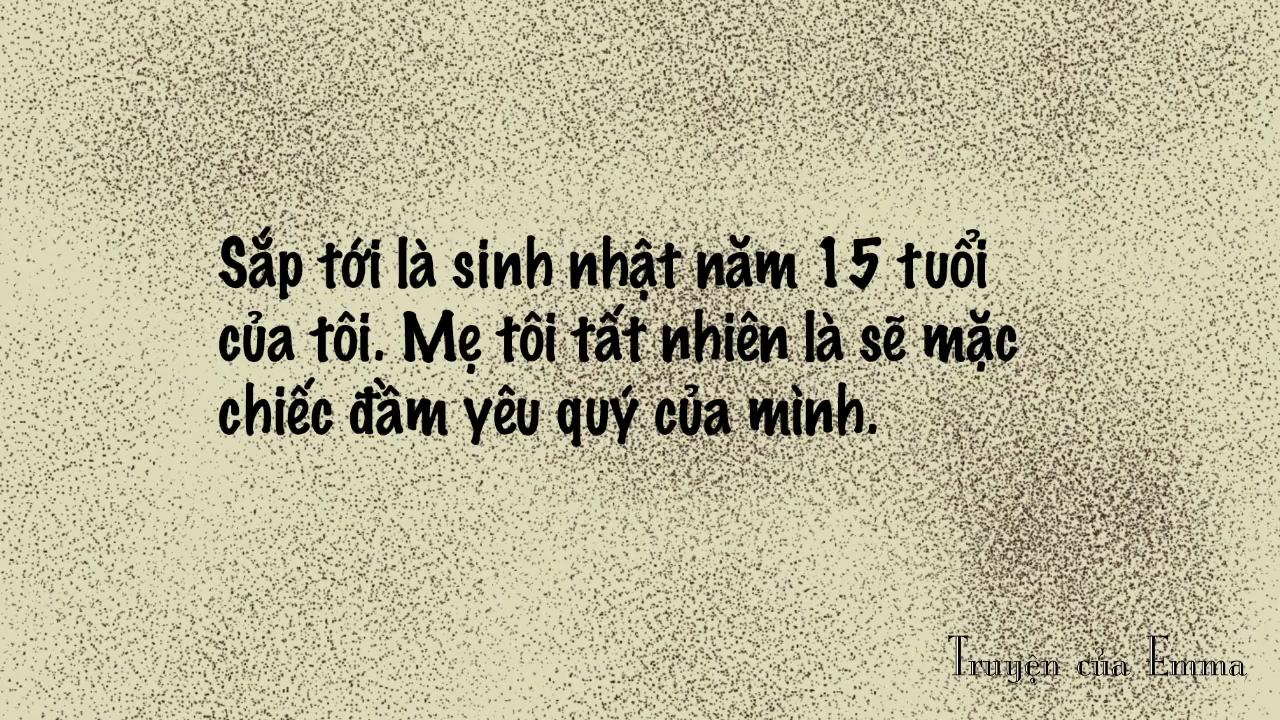 Sắp tới là sinh nhật năm 15 tuổi
của tôi. Mẹ tôi tất nhiên là sẽ mặc
chiếc đầm yêu quý của mình.
Truyện của Emma